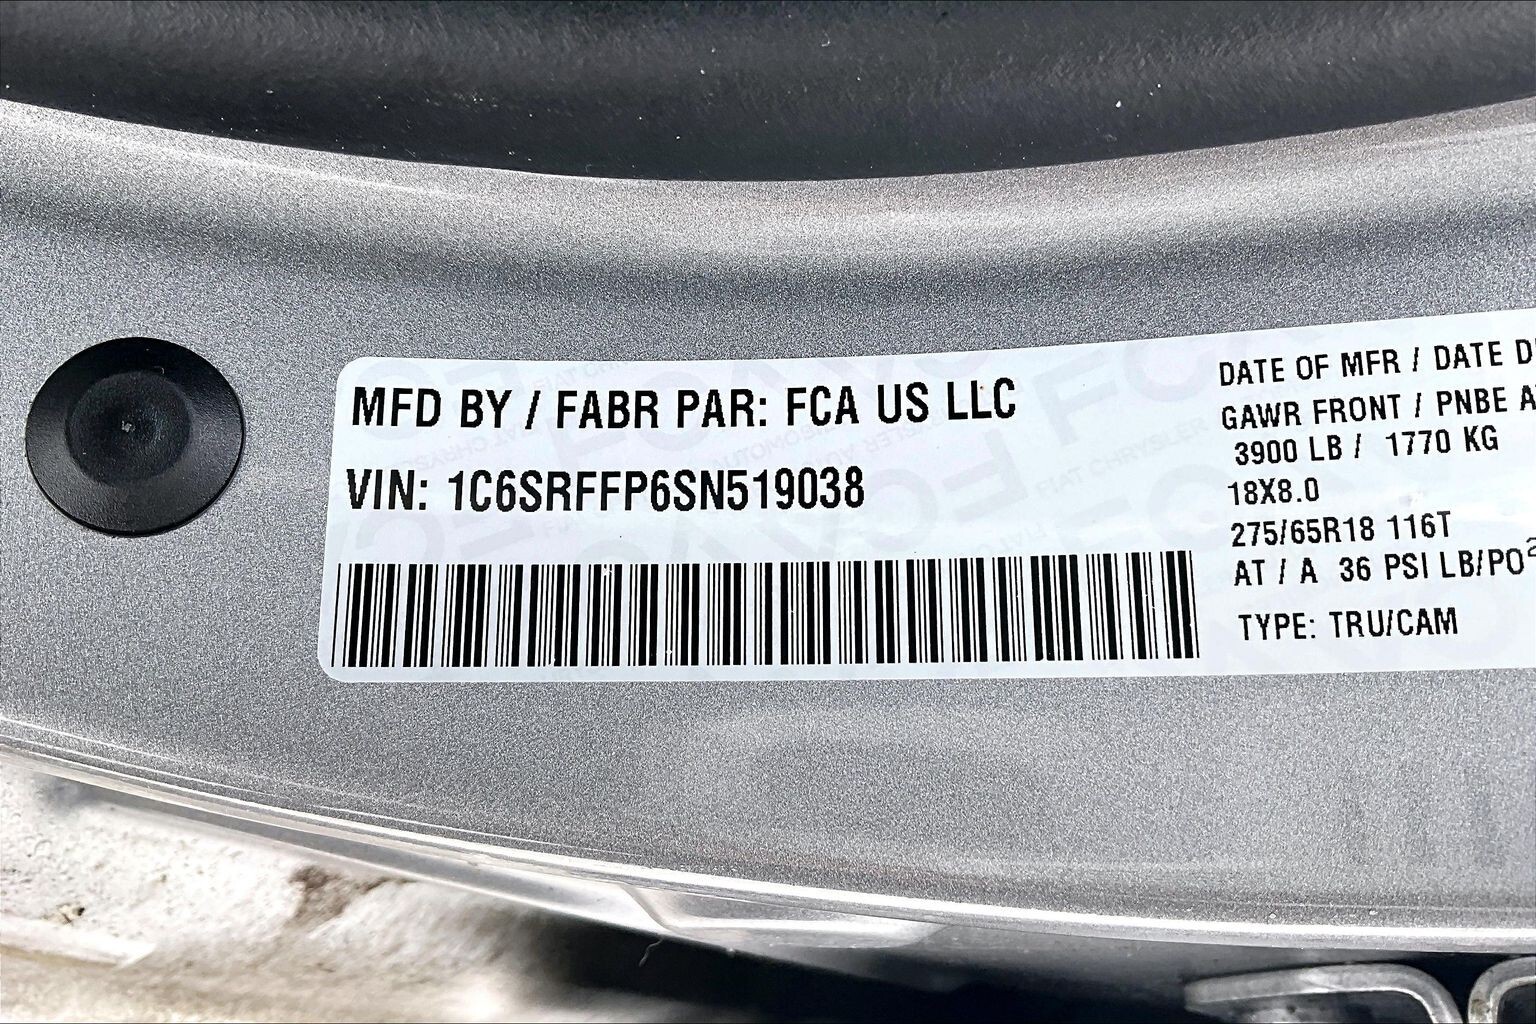 MFD BY / FABR PAR: FCA US LLC
VIN: 1C6SRFFP6SN519038
DATE OF MFR / DATE D
GAWR FRONT / PNBE A
3900 LB / 1770 KG
18X8.0
275/65R18 116T
AT / A 36 PSI LB/PO²
TYPE: TRU/CAM